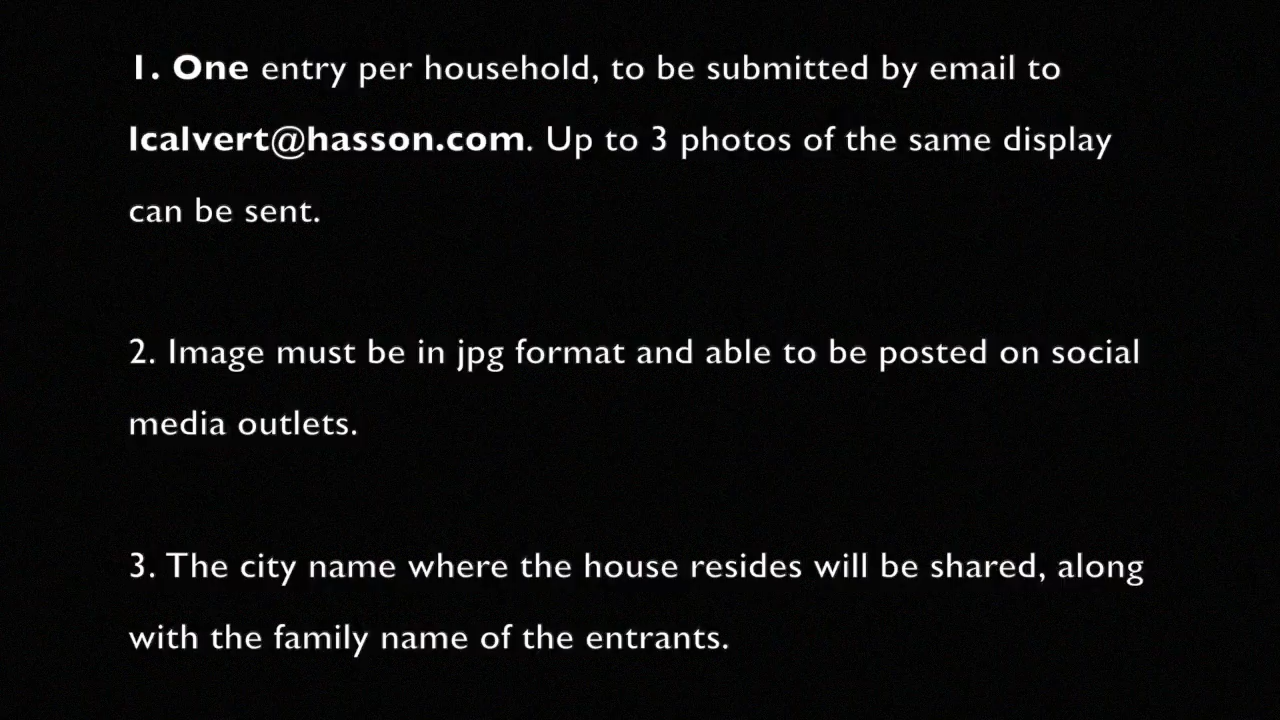 1. One entry per household, to be submitted by email to
lcalvert@hasson.com. Up to 3 photos of the same display
can be sent.
2. Image must be in jpg format and able to be posted on social
media outlets.
3. The city name where the house resides will be shared, along
with the family name of the entrants.